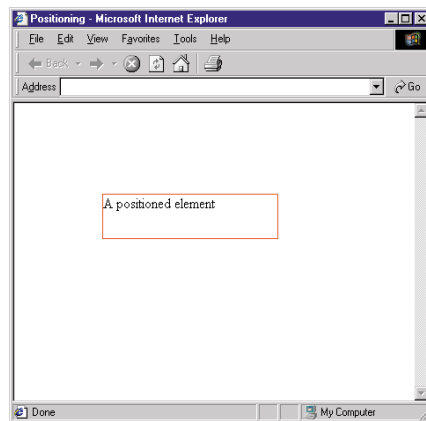 Positioning - Microsoft Internet Explorer
File Edit View Favorites Tools Help
Back
Address Go
A positioned element
Done My Computer